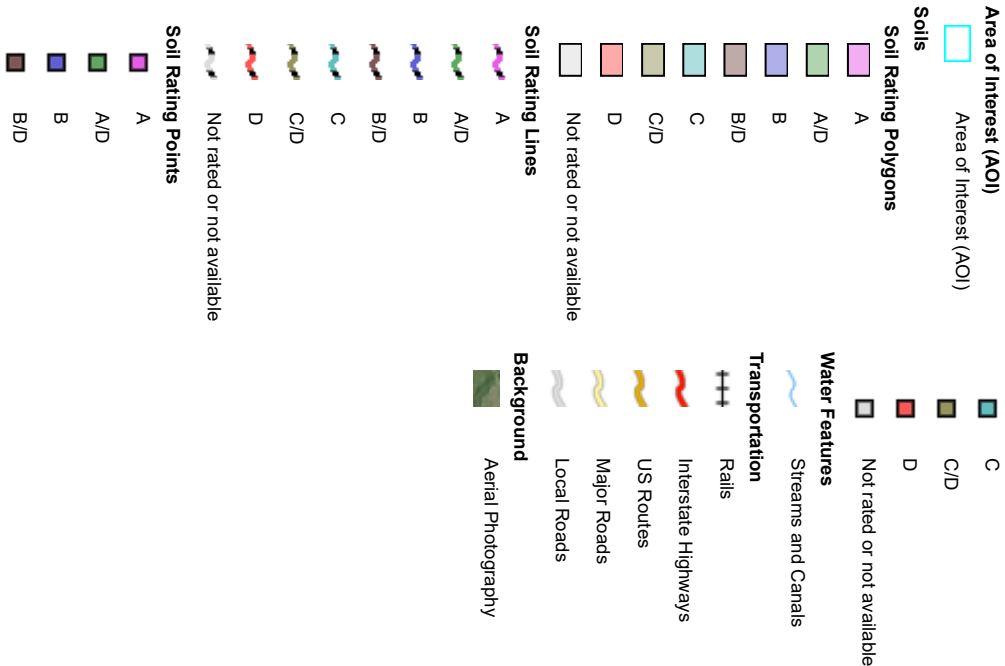 Area of Interest (AOI)
Area of Interest (AOI)
Soils
Soil Rating Polygons
A
A/D
B
B/D
C
C/D
D
Not rated or not available
Soil Rating Lines
A
A/D
B
B/D
C
C/D
D
Not rated or not available
Soil Rating Points
A
A/D
B
B/D
C
C/D
D
Not rated or not available
Water Features
Streams and Canals
Transportation
Rails
Interstate Highways
US Routes
Major Roads
Local Roads
Background
Aerial Photography